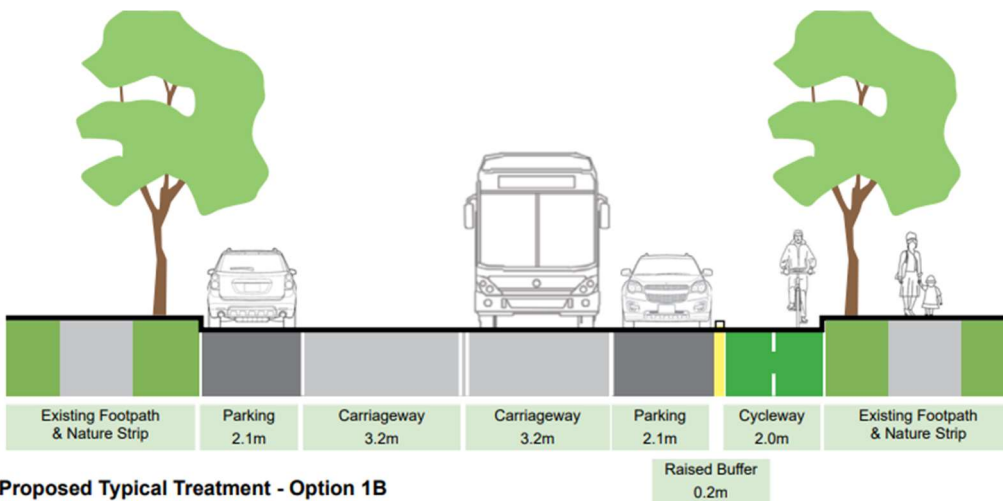 Existing Footpath
& Nature Strip
Parking
2.1m
Carriageway
3.2m
Carriageway
3.2m
Parking
2.1m
Cycleway
2.0m
Existing Footpath
& Nature Strip
Raised Buffer
0.2m
Proposed Typical Treatment - Option 1B